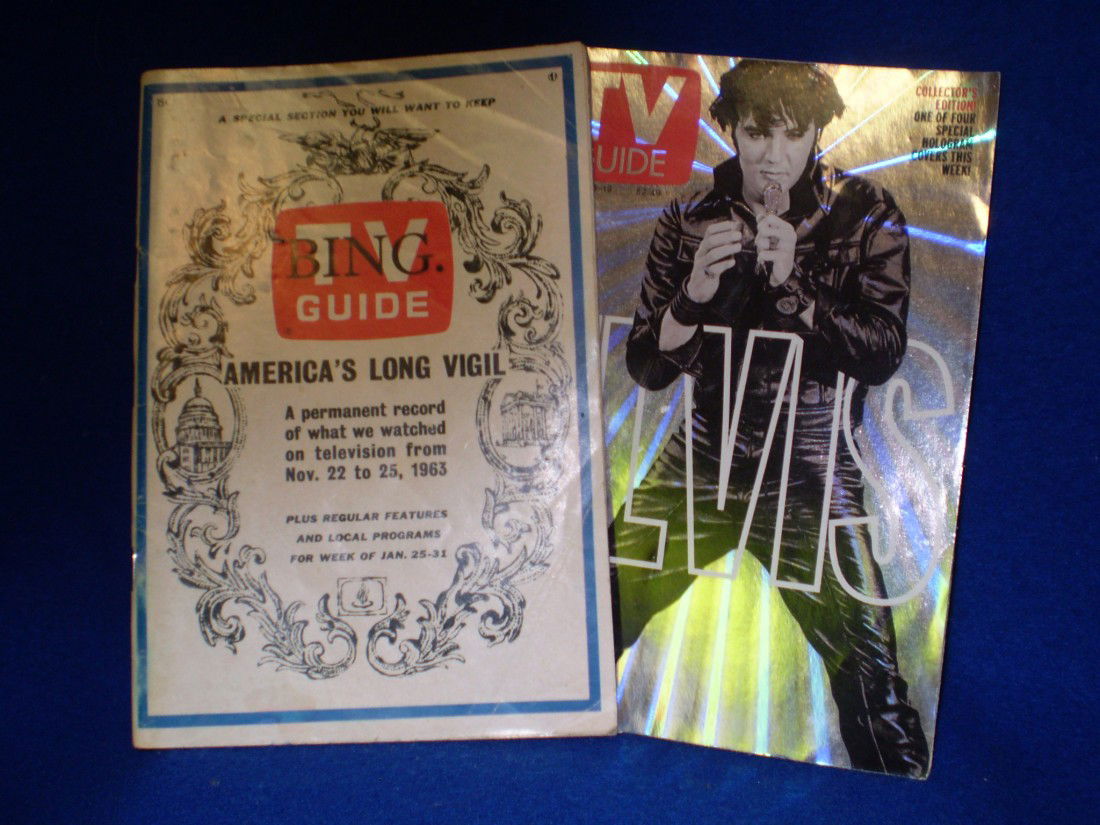 A SPECIAL SECTION YOU WILL WANT TO KEEP
TV
BING.
GUIDE
AMERICA'S LONG VIGIL
A permanent record
of what we watched
on television from
Nov. 22 to 25, 1963
PLUS REGULAR FEATURES
AND LOCAL PROGRAMS
FOR WEEK OF JAN. 25-31
TV
GUIDE
COLLECTOR'S
EDITION!
ONE OF FOUR
SPECIAL
HOLOGRAM
COVERS THIS
WEEK!
ELVIS